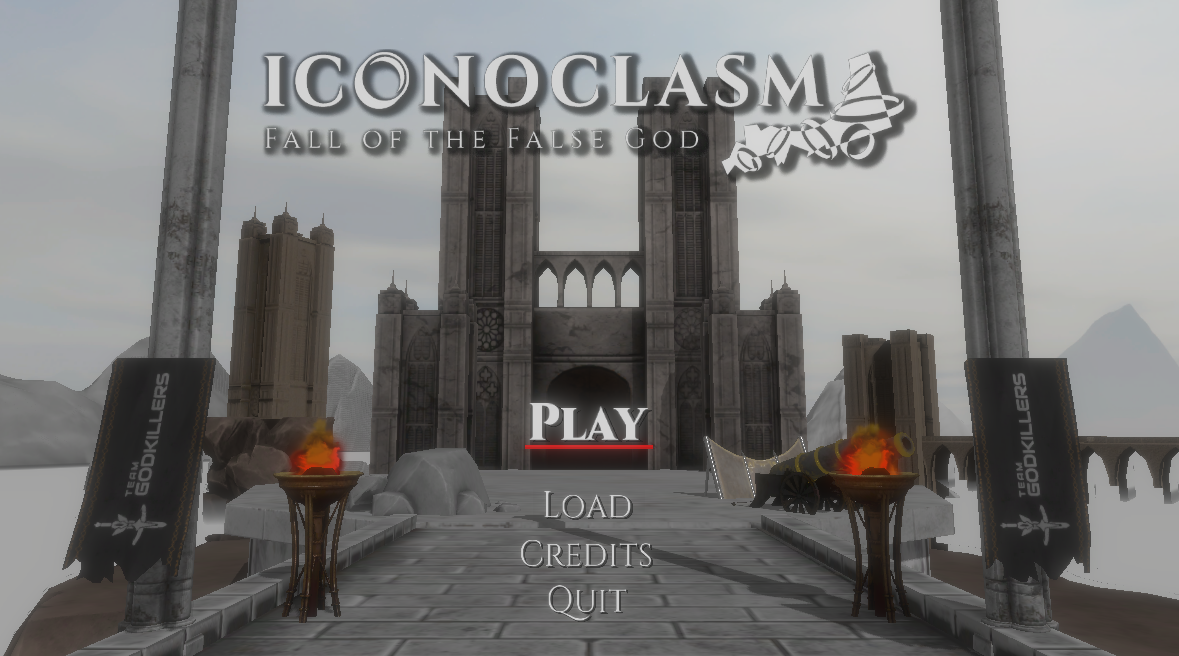 ICONOCLASM
FALL OF THE FALSE GOD
PLAY
LOAD
CREDITS
QUIT
TEAM
GODKILLERS
TEAM
GODKILLERS